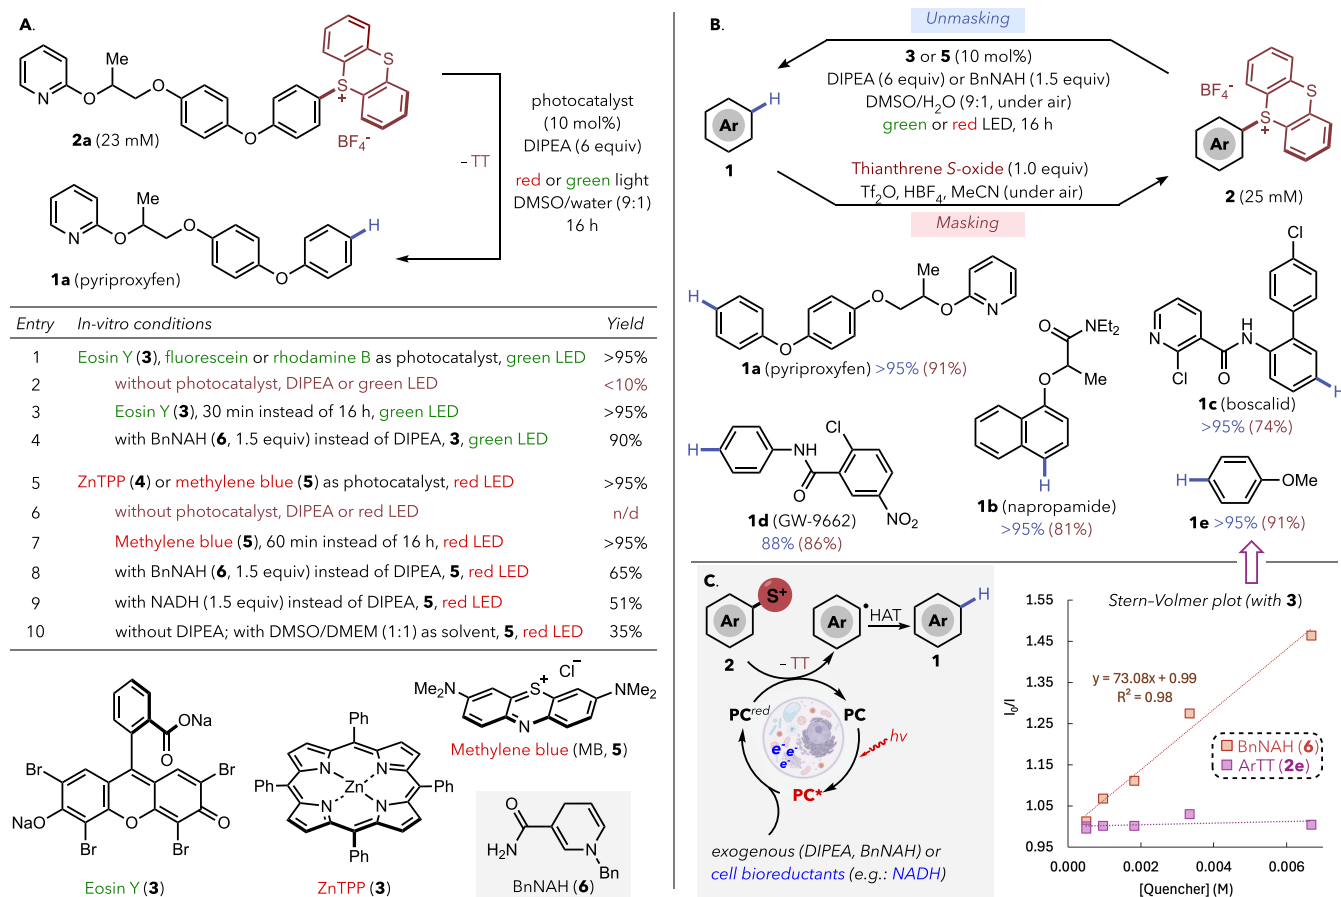 A.
Me
N
O
O
O
S
S
+
BF4-
2a (23 mM)
photocatalyst
(10 mol%)
DIPEA (6 equiv)
– TT
red or green light
DMSO/water (9:1)
16 h
Me
H
N
O
O
O
1a (pyriproxyfen)
Entry In-vitro conditions Yield
1 Eosin Y (3), fluorescein or rhodamine B as photocatalyst, green LED >95%
2 without photocatalyst, DIPEA or green LED <10%
3 Eosin Y (3), 30 min instead of 16 h, green LED >95%
4 with BnNAH (6, 1.5 equiv) instead of DIPEA, 3, green LED 90%
5 ZnTPP (4) or methylene blue (5) as photocatalyst, red LED >95%
6 without photocatalyst, DIPEA or red LED n/d
7 Methylene blue (5), 60 min instead of 16 h, red LED >95%
8 with BnNAH (6, 1.5 equiv) instead of DIPEA, 5, red LED 65%
9 with NADH (1.5 equiv) instead of DIPEA, 5, red LED 51%
10 without DIPEA; with DMSO/DMEM (1:1) as solvent, 5, red LED 35%
ONa
O
Br
Br
NaO
O
O
Br
Br
Eosin Y (3)
Ph
N
N
Ph
Zn
Ph
N
N
Ph
ZnTPP (3)
Cl−
Me2N
S
+
NMe2
N
Methylene blue (MB, 5)
O
H2N
N
Bn
BnNAH (6)
B.
Unmasking
3 or 5 (10 mol%)
DIPEA (6 equiv) or BnNAH (1.5 equiv)
DMSO/H2O (9:1, under air)
green or red LED, 16 h
H
Ar
1
BF4-
S
S
+
Ar
2 (25 mM)
Thianthrene S-oxide (1.0 equiv)
Tf2O, HBF4, MeCN (under air)
Masking
H
Me
O
O
O
N
1a (pyriproxyfen) >95% (91%)
O
NEt2
O
Me
H
1b (napropamide)
>95% (81%)
Cl
N
H
N
Cl
O
H
1c (boscalid)
>95% (74%)
H
NH
O
Cl
NO2
1d (GW-9662)
88% (86%)
H
OMe
1e >95% (91%)
C.
S+
Ar
2
Ar
•
HAT
H
Ar
1
– TT
PCred
PC
e-
e-
e-
hν
PC*
exogenous (DIPEA, BnNAH) or
cell bioreductants (e.g.: NADH)
Stern–Volmer plot (with 3)
1.55
1.45
1.35
1.25
1.15
1.05
0.95
I0/I
y = 73.08x + 0.99
R2 = 0.98
BnNAH (6)
ArTT (2e)
0.000 0.002 0.004 0.006
[Quencher] (M)